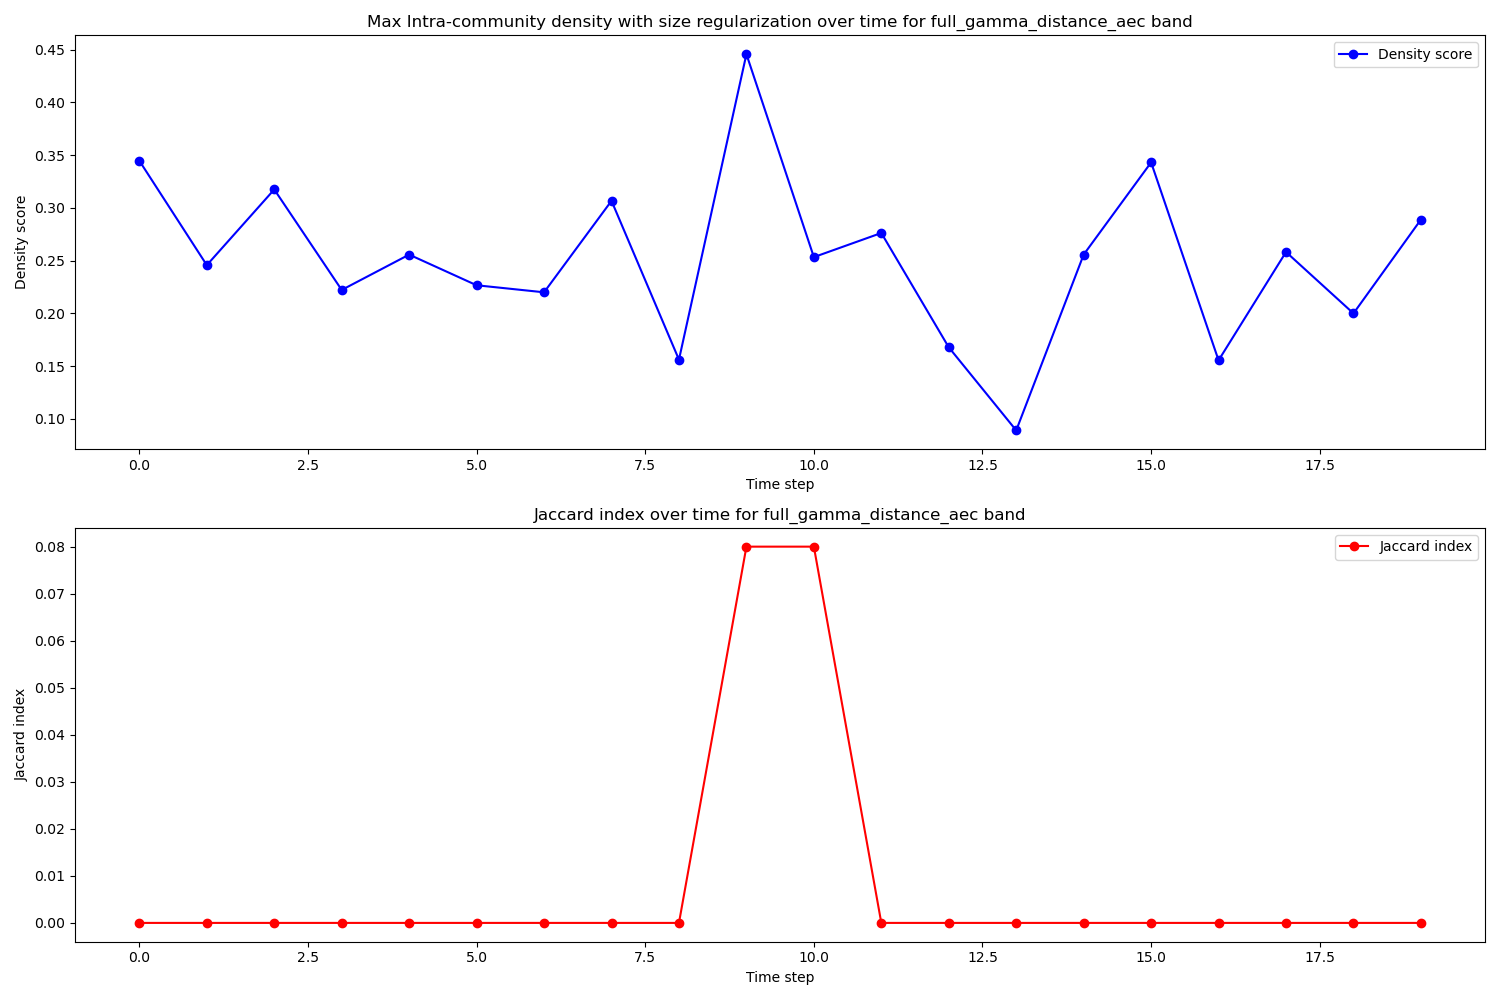 Max Intra-community density with size regularization over time for full_gamma_distance_aec band
Density score
0.45
0.40
0.35
0.30
0.25
0.20
0.15
0.10
Density score
0.0 2.5 5.0 7.5 10.0 12.5 15.0 17.5
Time step
Jaccard index over time for full_gamma_distance_aec band
Jaccard index
0.08
0.07
0.06
0.05
0.04
0.03
0.02
0.01
0.00
Jaccard index
0.0 2.5 5.0 7.5 10.0 12.5 15.0 17.5
Time step